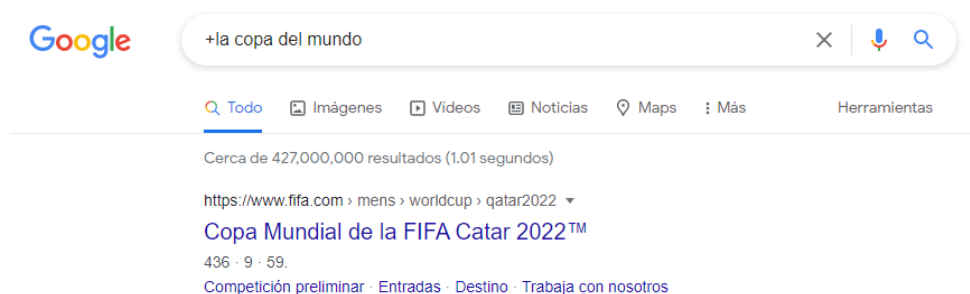 Google +la copa del mundo
Todo Imágenes Videos Noticias Maps Más Herramientas
Cerca de 427,000,000 resultados (1.01 segundos)
https://www.fifa.com › mens › worldcup › qatar2022
Copa Mundial de la FIFA Catar 2022™
436 · 9 · 59.
Competición preliminar · Entradas · Destino · Trabaja con nosotros